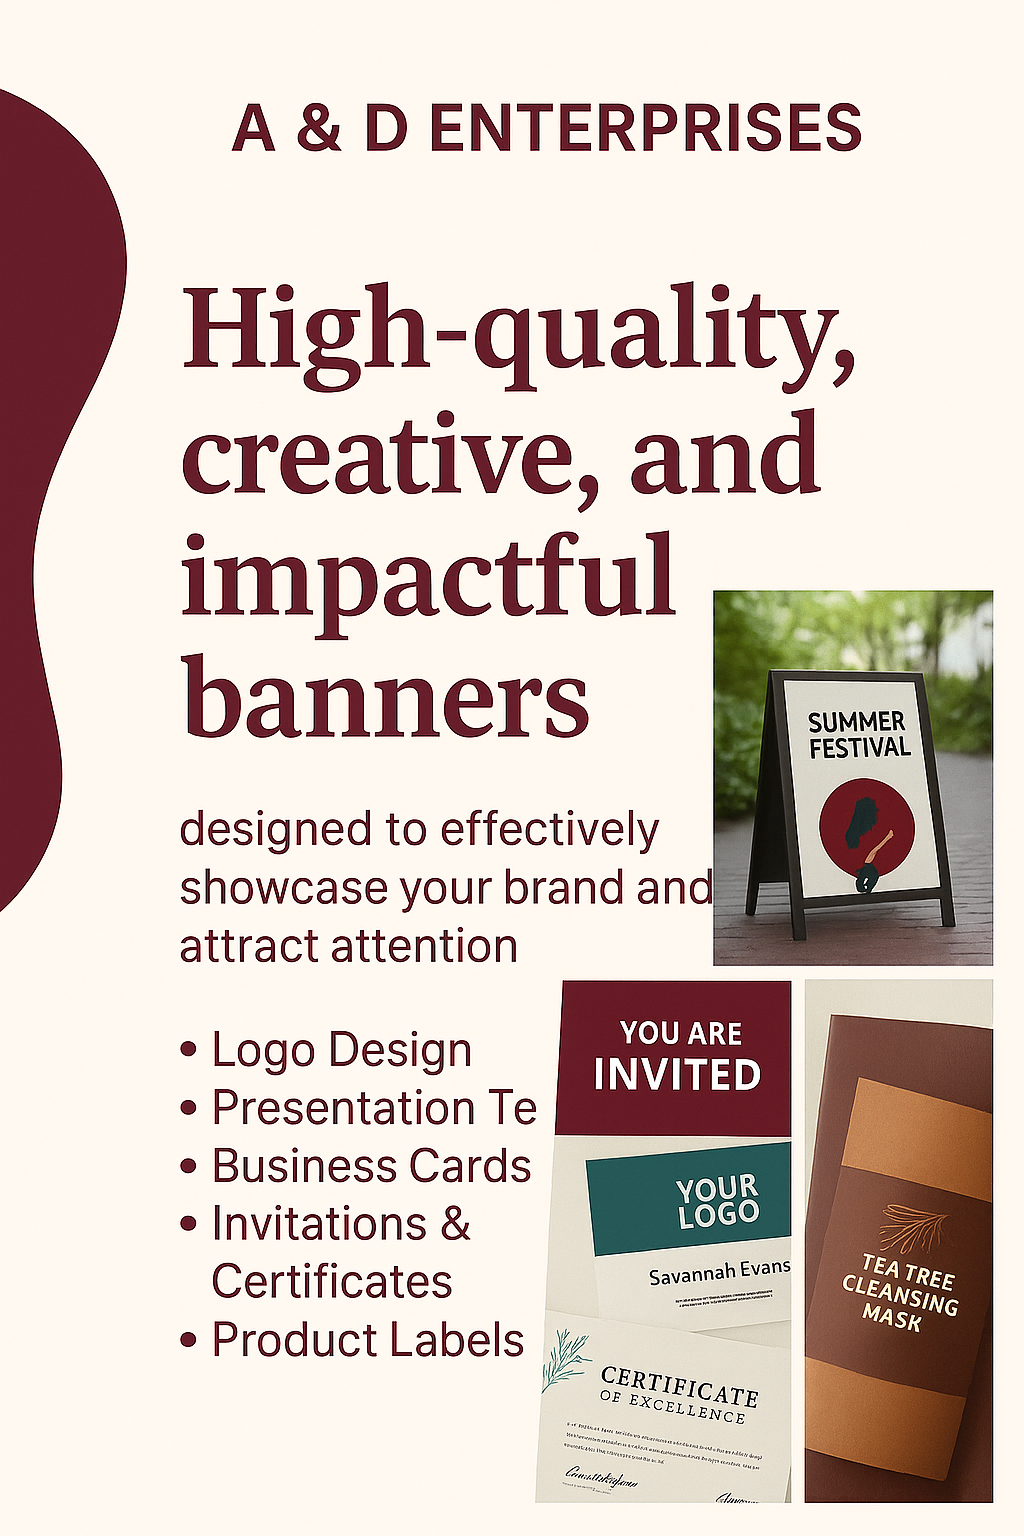 A & D ENTERPRISES
High-quality,
creative, and
impactful
banners
designed to effectively
showcase your brand and
attract attention
• Logo Design
• Presentation Te
• Business Cards
• Invitations &
Certificates
• Product Labels
SUMMER
FESTIVAL
YOU ARE
INVITED
YOUR
LOGO
Savannah Evans
CERTIFICATE
OF EXCELLENCE
TEA TREE
CLEANSING
MASK